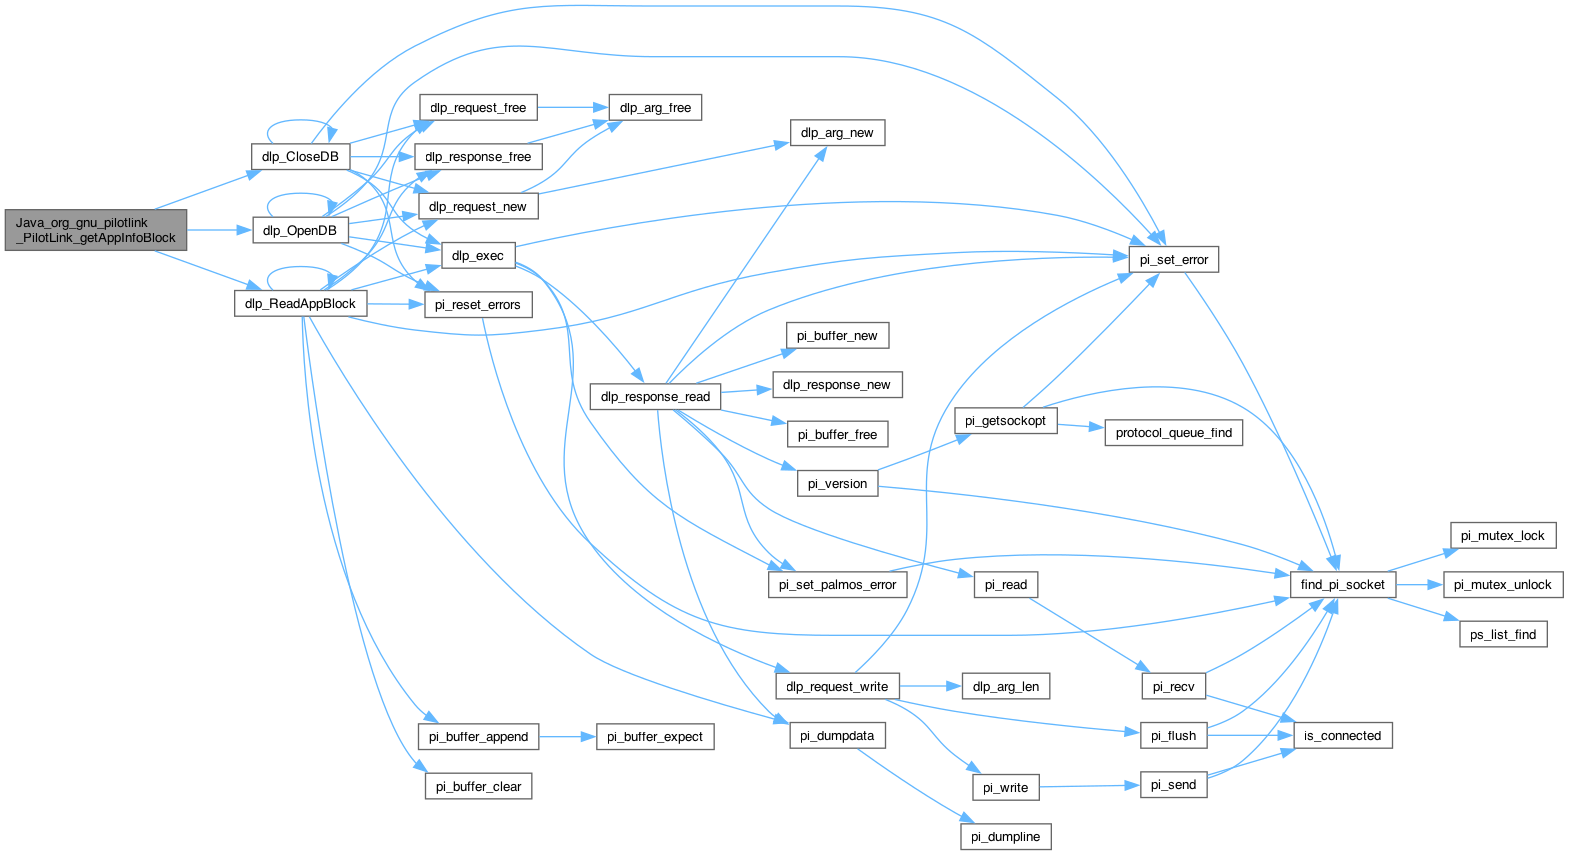 Java_org_gnu_pilotlink
_PilotLink_getAppInfoBlock
dlp_CloseDB
dlp_OpenDB
dlp_ReadAppBlock
dlp_request_free
dlp_response_free
dlp_request_new
dlp_exec
pi_reset_errors
pi_buffer_append
pi_buffer_clear
dlp_arg_free
dlp_response_read
pi_buffer_expect
dlp_arg_new
pi_buffer_new
dlp_response_new
pi_buffer_free
pi_version
pi_set_palmos_error
dlp_request_write
pi_dumpdata
pi_getsockopt
pi_read
dlp_arg_len
pi_write
pi_dumpline
pi_set_error
protocol_queue_find
pi_recv
pi_flush
pi_send
find_pi_socket
is_connected
pi_mutex_lock
pi_mutex_unlock
ps_list_find